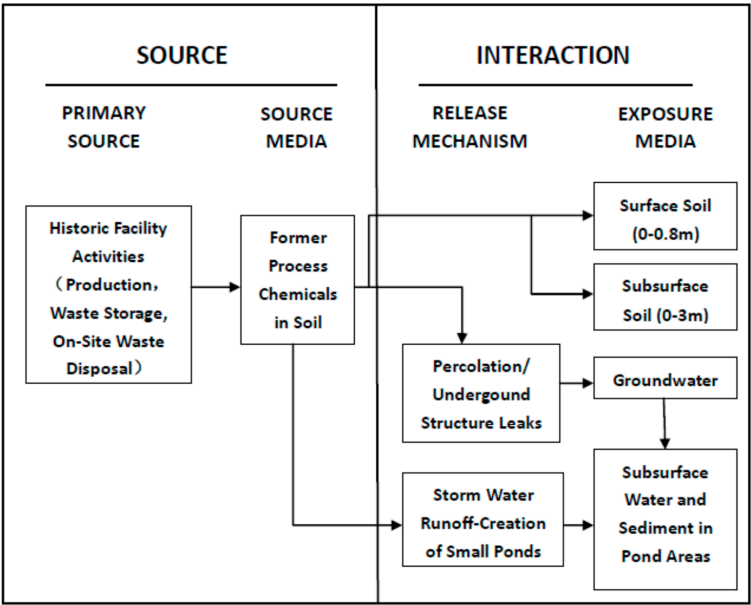 SOURCE
INTERACTION
PRIMARY
SOURCE
SOURCE
MEDIA
RELEASE
MECHANISM
EXPOSURE
MEDIA
Historic Facility
Activities
（Production，
Waste Storage,
On-Site Waste
Disposal）
Former
Process
Chemicals
in Soil
Surface Soil
(0-0.8m)
Subsurface
Soil (0-3m)
Percolation/
Undergound
Structure Leaks
Groundwater
Storm Water
Runoff-Creation
of Small Ponds
Subsurface
Water and
Sediment in
Pond Areas